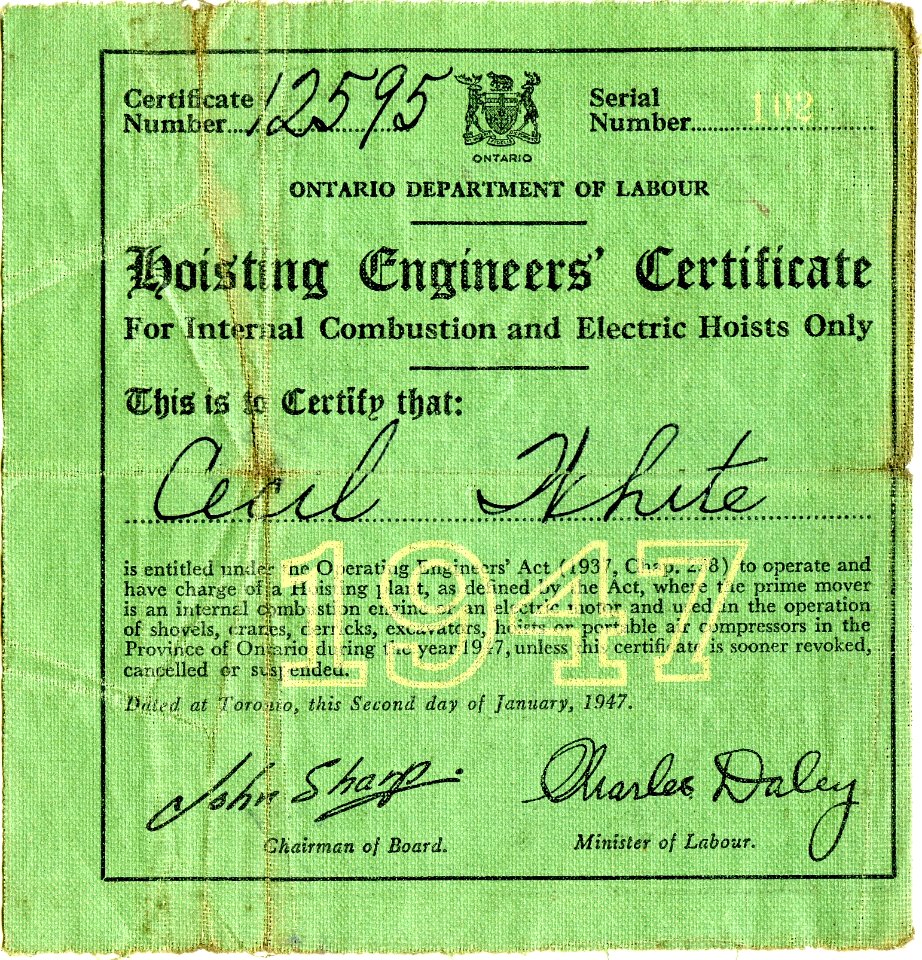 Certificate Number 12595
ONTARIO
Serial Number 102
ONTARIO DEPARTMENT OF LABOUR
Hoisting Engineers' Certificate
For Internal Combustion and Electric Hoists Only
This is to Certify that:
Cecil White
1947
is entitled under the Operating Engineers' Act (1937, Chap. 238) to operate and
have charge of a Hoisting plant, as defined by the Act, where the prime mover
is an internal combustion engine or an electric motor and used in the operation
of shovels, cranes, derricks, excavators, hoists or portable air compressors in the
Province of Ontario during the year 1947, unless this certificate is sooner revoked,
cancelled or suspended.
Dated at Toronto, this Second day of January, 1947.
John Sharp.
Charles Daley
Chairman of Board.
Minister of Labour.